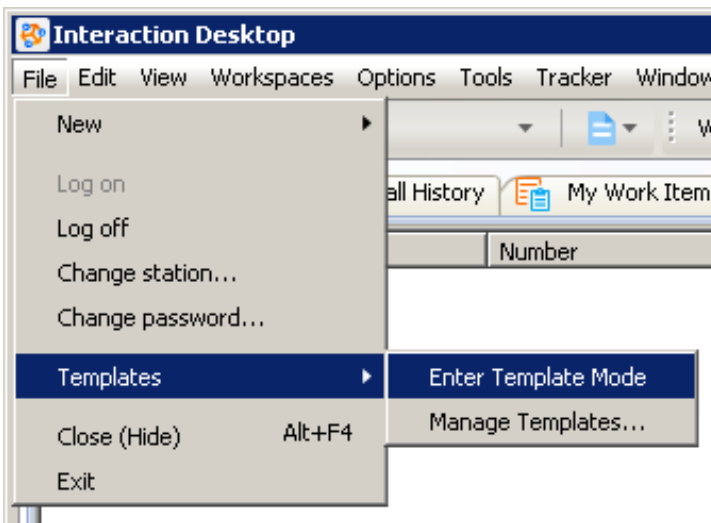 Interaction Desktop
File Edit View Workspaces Options Tools Tracker Window
New
Log on
all History My Work Item
Log off
Number
Change station...
Change password...
Templates Enter Template Mode
Manage Templates...
Close (Hide) Alt+F4
Exit